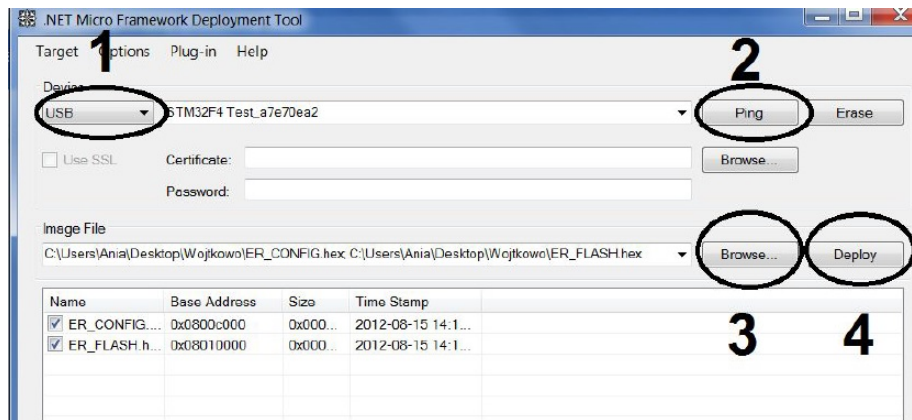 .NET Micro Framework Deployment Tool
1
Target Options Plug-in Help
2
Device
USB STM32F4 Test_a7e70ea2 Ping Erase
Use SSL Certificate: Browse...
Password:
Image File
C:\Users\Ania\Desktop\Wojtkowo\ER_CONFIG.hex; C:\Users\Ania\Desktop\Wojtkowo\ER_FLASH.hex Browse... Deploy
Name Base Address Size Time Stamp
ER_CONFIG.... 0x0800c000 0x000... 2012-08-15 14:1...
ER_FLASH.h... 0x08010000 0x000... 2012-08-15 14:1...
3 4